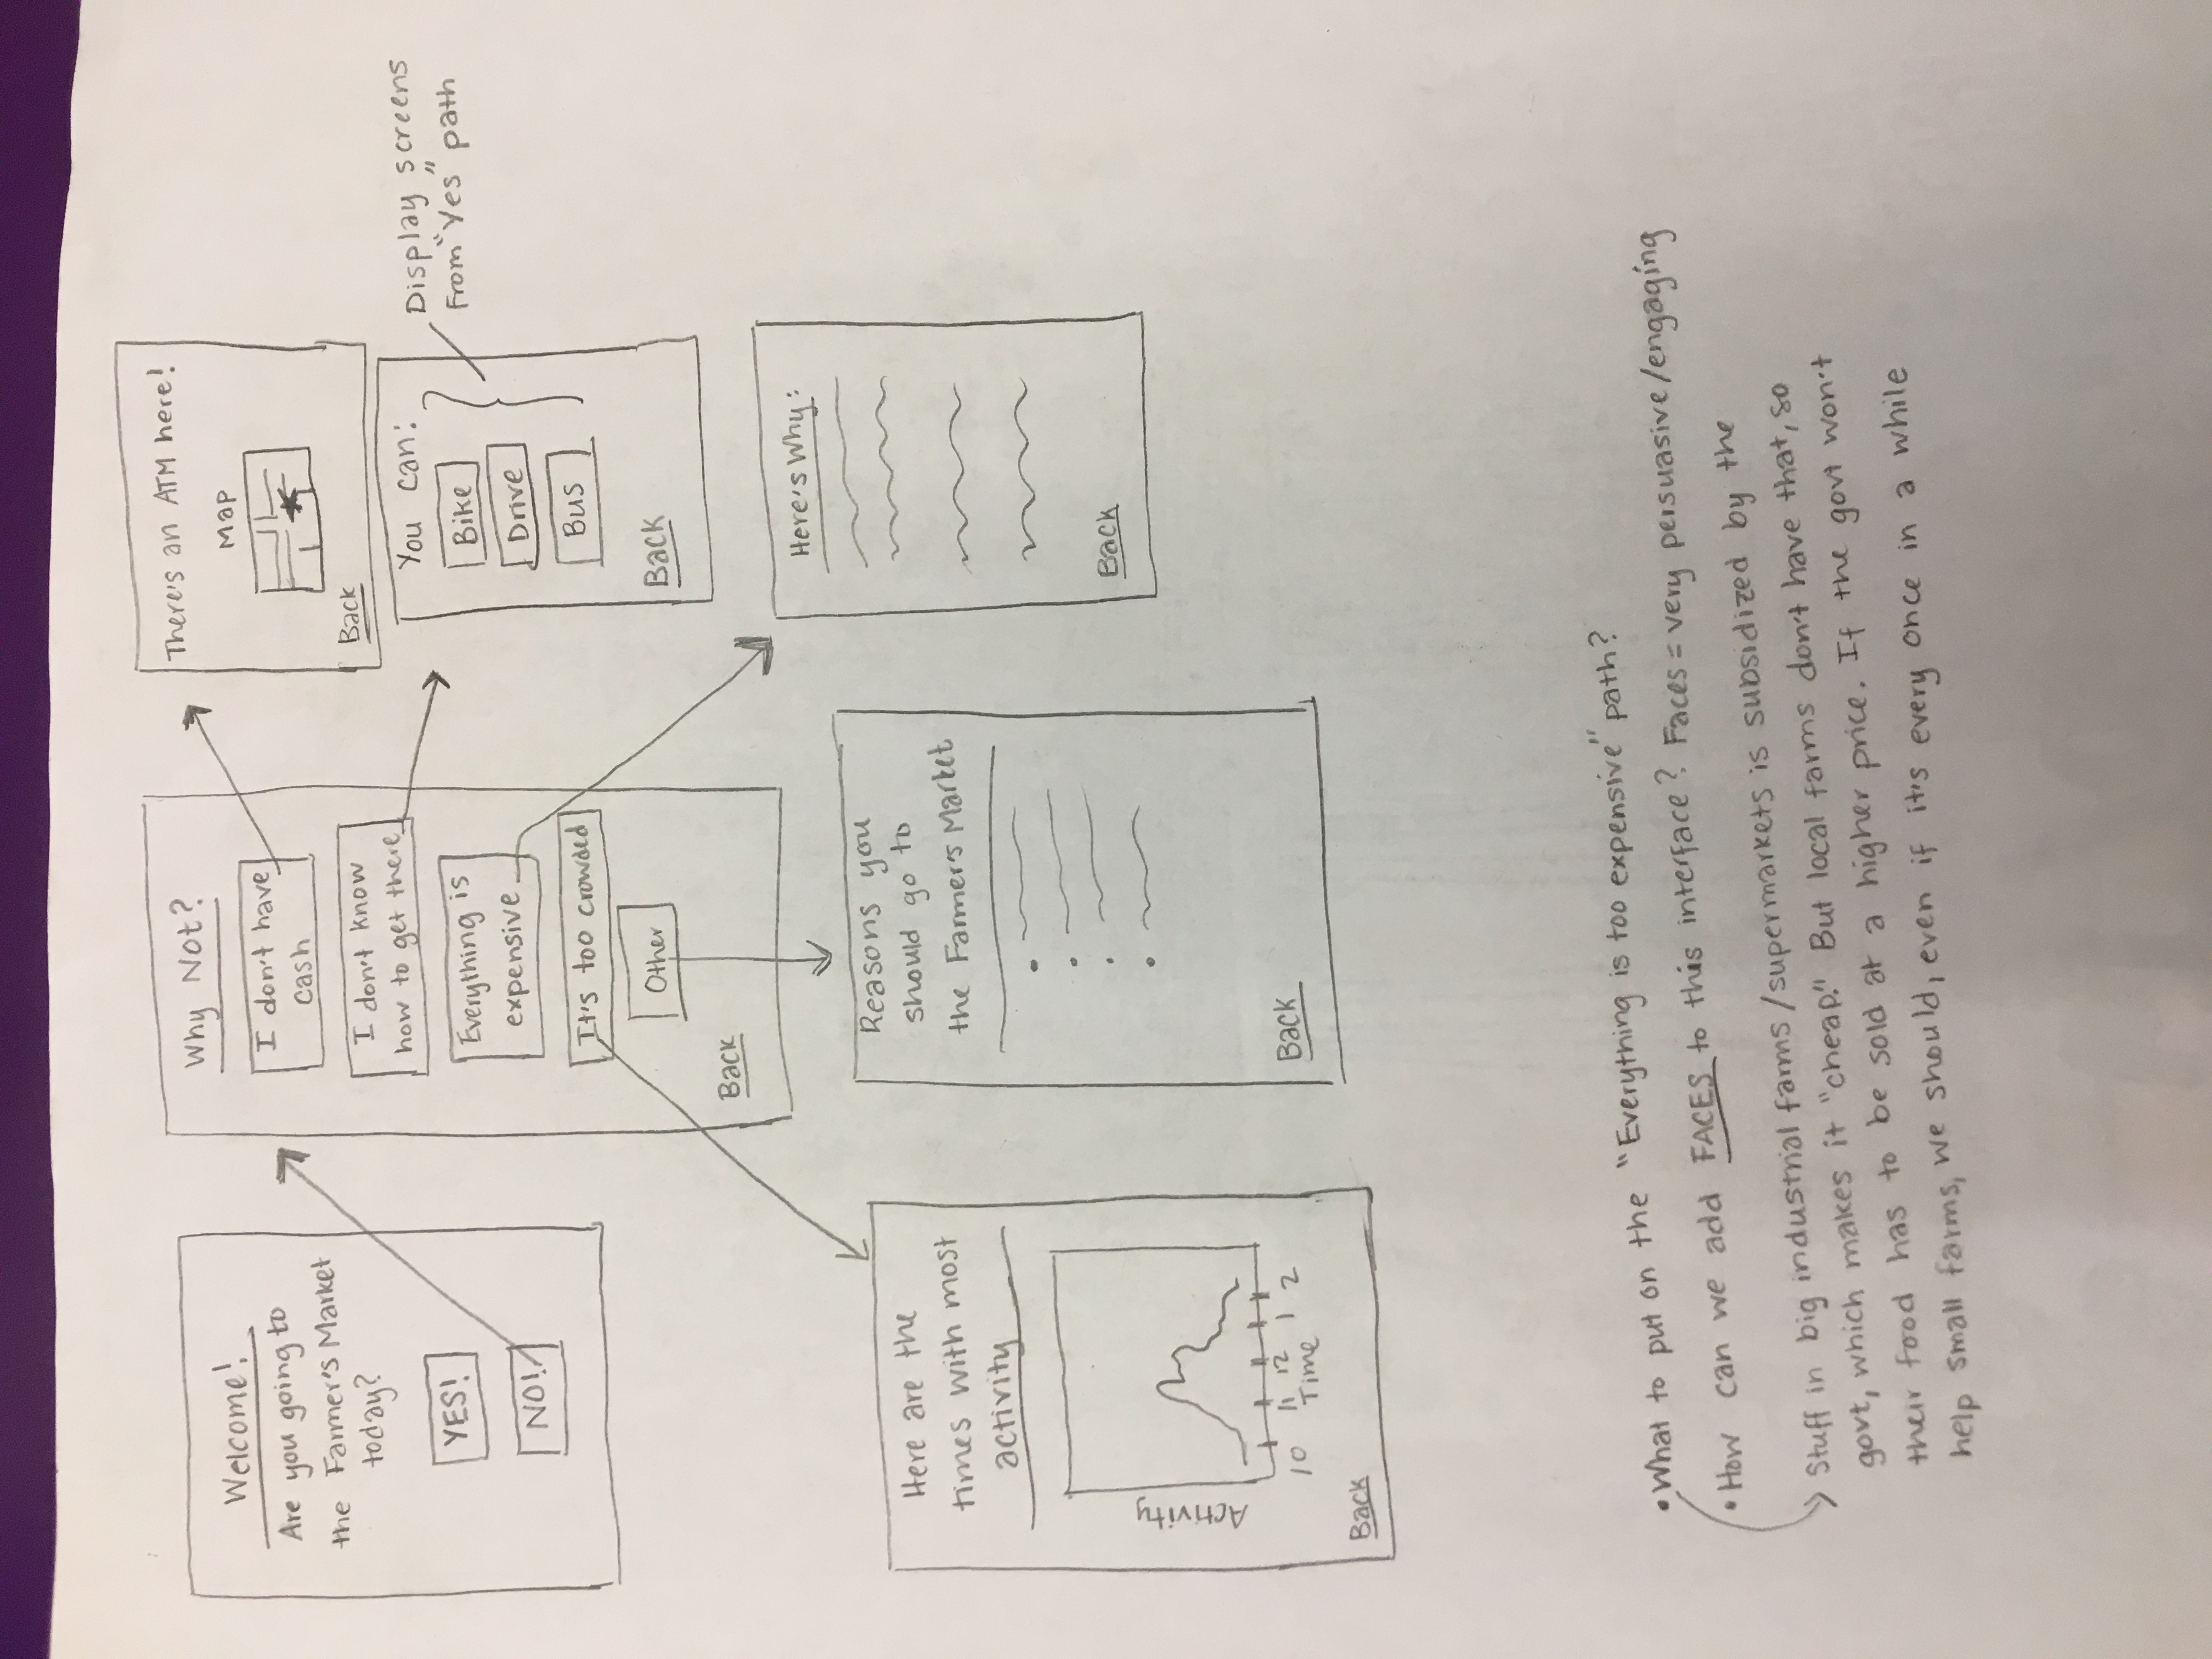 Welcome!
Are you going to
the Farmer's Market
today?
YES!
NO!
Why Not?
I don't have
cash
I don't know
how to get there
Everything is
expensive
It's too crowded
Other
Back
There's an ATM here!
Map
Back
You can:
Bike
Drive
Bus
Back
Display screens
From "Yes" path
Here's Why:
Back
Here are the
times with most
activity
Activity
10 11 12 1 2
Time
Back
Reasons you
should go to
the Farmer's Market
Back
• What to put on the "Everything is too expensive" path?
• How can we add FACES to this interface? Faces = very persuasive/engaging
Stuff in big industrial farms/supermarkets is subsidized by the
govt, which makes it "cheap." But local farms don't have that, so
their food has to be sold at a higher price. If the govt won't
help small farms, we should, even if it's every once in a while